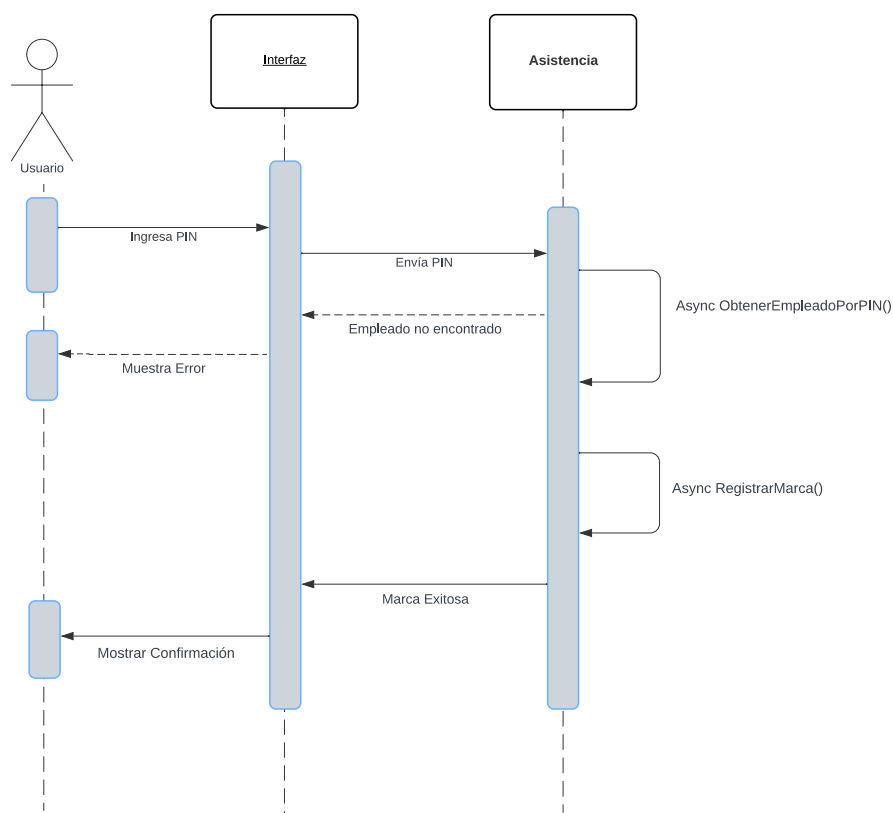 Interfaz
Asistencia
Usuario
Ingresa PIN
Envía PIN
Async ObtenerEmpleadoPorPIN()
Empleado no encontrado
Muestra Error
Async RegistrarMarca()
Marca Exitosa
Mostrar Confirmación